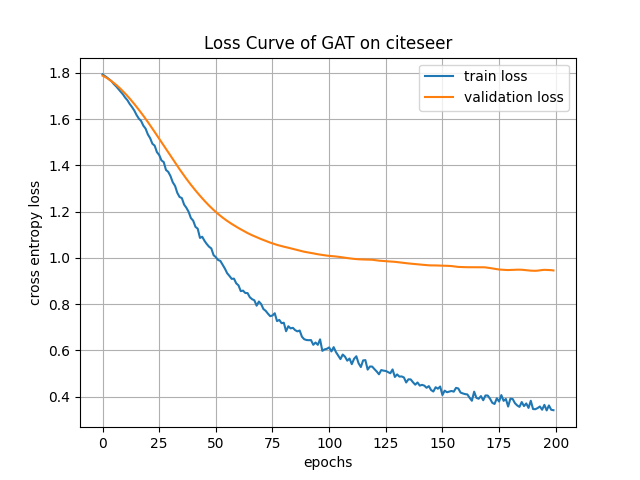 Loss Curve of GAT on citeseer
train loss
validation loss
cross entropy loss
1.8
1.6
1.4
1.2
1.0
0.8
0.6
0.4
0 25 50 75 100 125 150 175 200
epochs